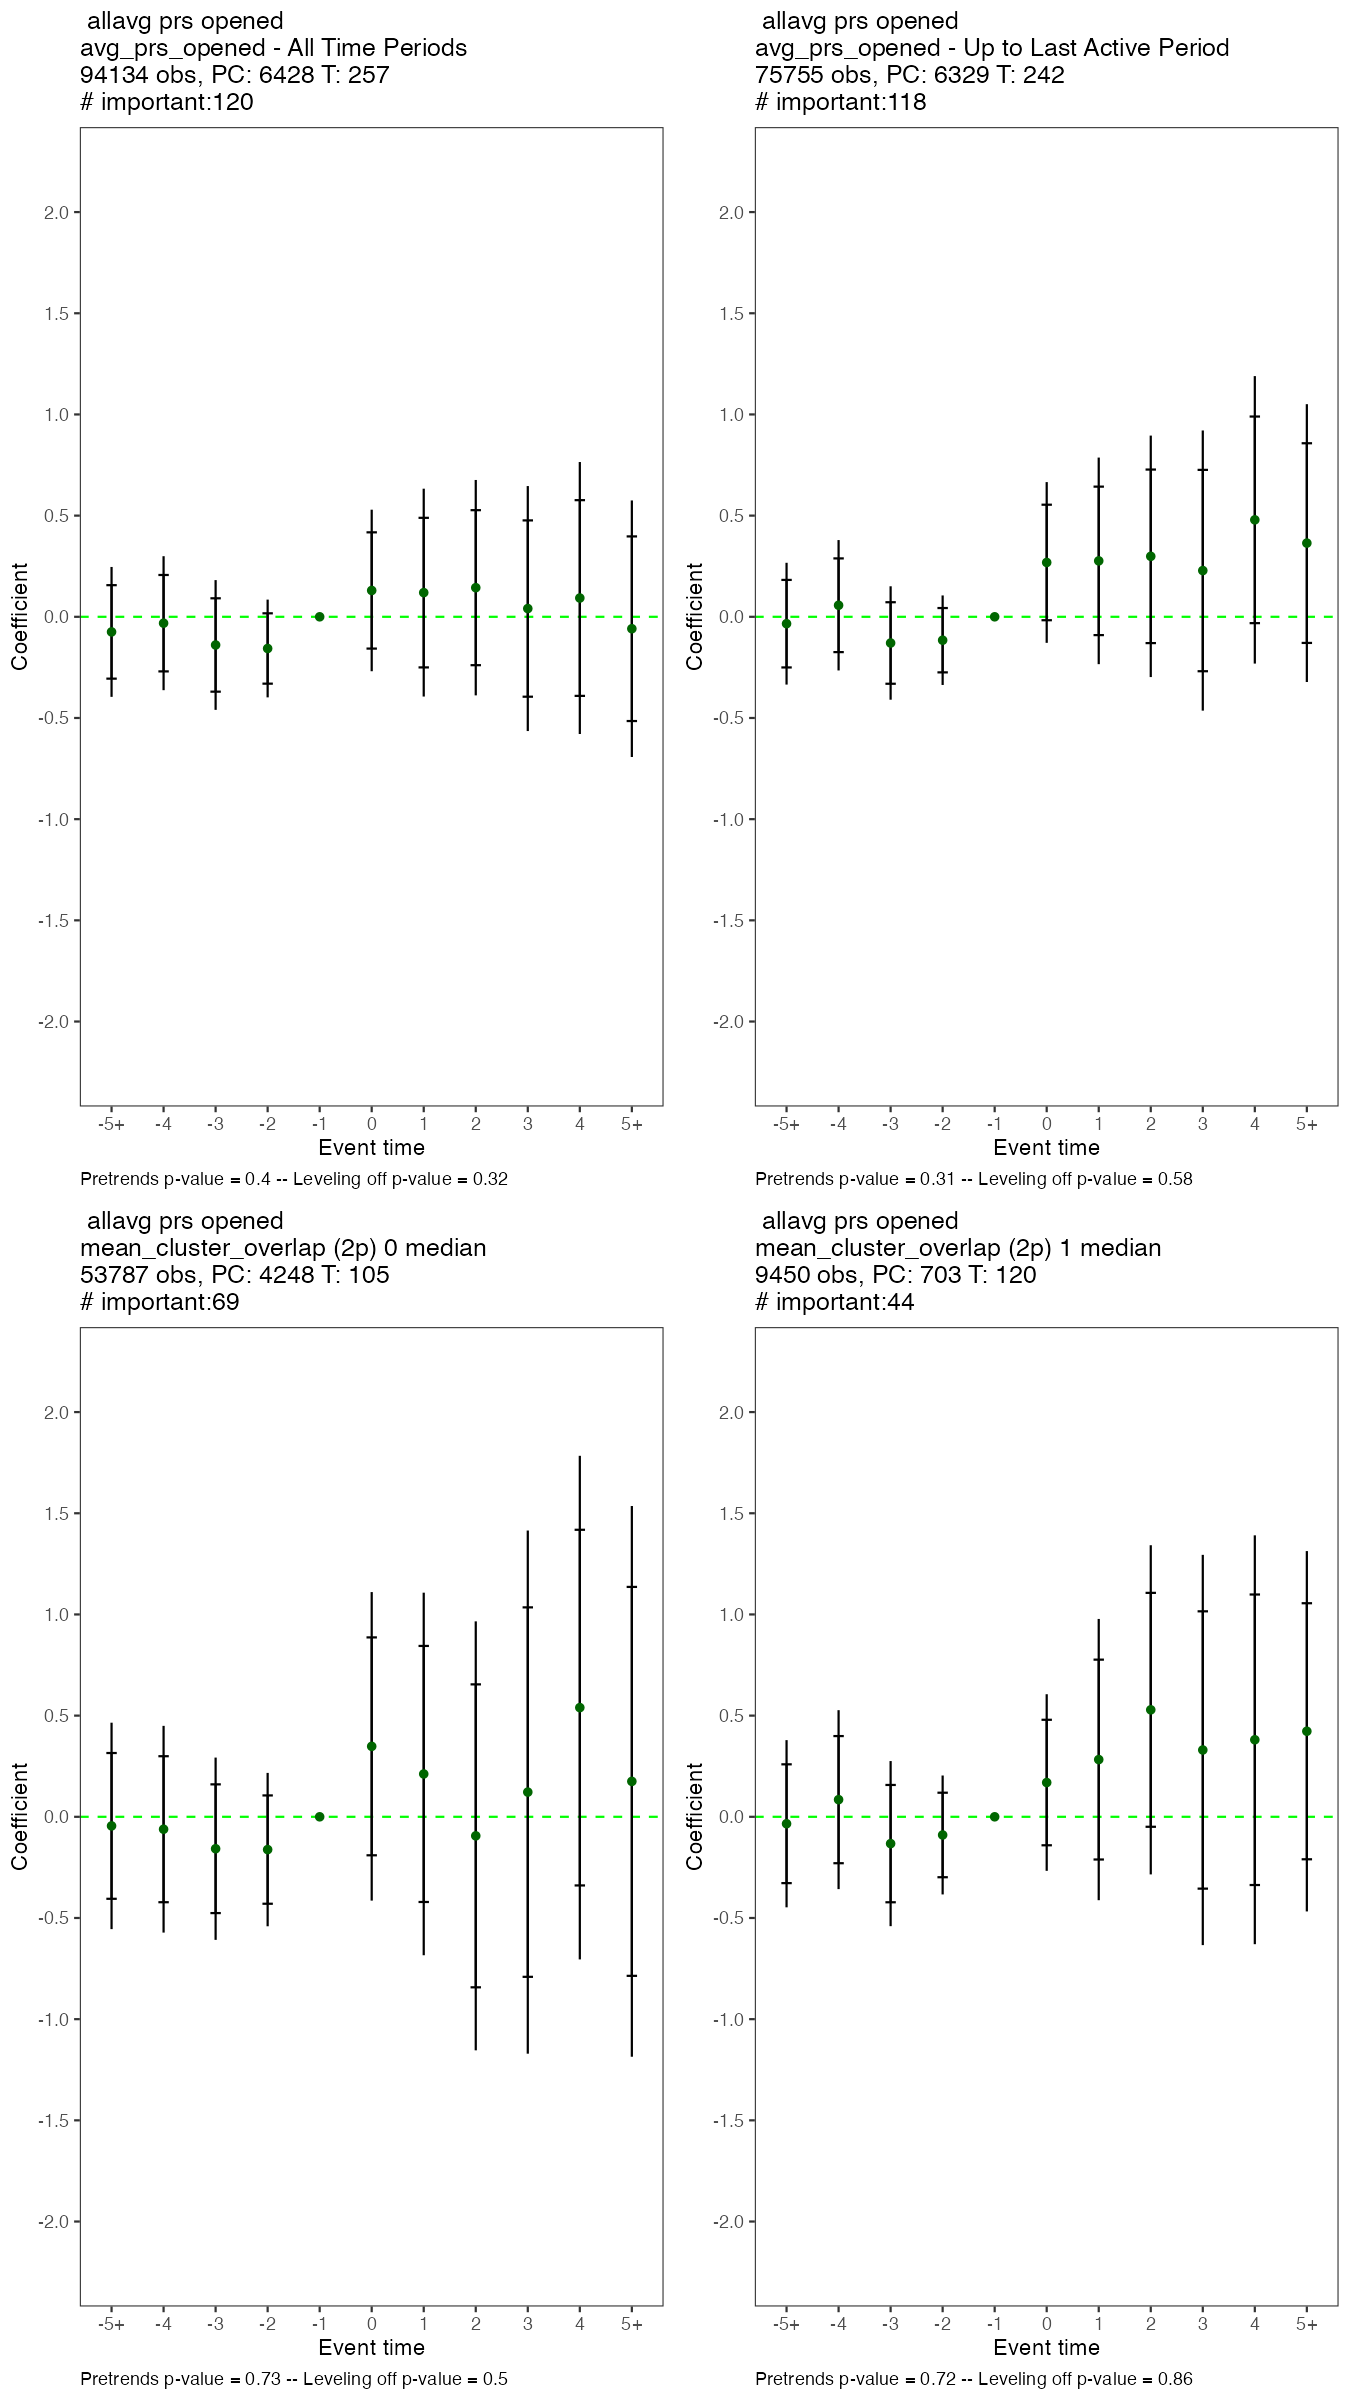 allavg prs opened
avg_prs_opened - All Time Periods
94134 obs, PC: 6428 T: 257
# important:120
2.0
1.5
1.0
0.5
0.0
-0.5
-1.0
-1.5
-2.0
Coefficient
-5+ -4 -3 -2 -1 0 1 2 3 4 5+
Event time
Pretrends p-value = 0.4 -- Leveling off p-value = 0.32
allavg prs opened
avg_prs_opened - Up to Last Active Period
75755 obs, PC: 6329 T: 242
# important:118
2.0
1.5
1.0
0.5
0.0
-0.5
-1.0
-1.5
-2.0
Coefficient
-5+ -4 -3 -2 -1 0 1 2 3 4 5+
Event time
Pretrends p-value = 0.31 -- Leveling off p-value = 0.58
allavg prs opened
mean_cluster_overlap (2p) 0 median
53787 obs, PC: 4248 T: 105
# important:69
2.0
1.5
1.0
0.5
0.0
-0.5
-1.0
-1.5
-2.0
Coefficient
-5+ -4 -3 -2 -1 0 1 2 3 4 5+
Event time
Pretrends p-value = 0.73 -- Leveling off p-value = 0.5
allavg prs opened
mean_cluster_overlap (2p) 1 median
9450 obs, PC: 703 T: 120
# important:44
2.0
1.5
1.0
0.5
0.0
-0.5
-1.0
-1.5
-2.0
Coefficient
-5+ -4 -3 -2 -1 0 1 2 3 4 5+
Event time
Pretrends p-value = 0.72 -- Leveling off p-value = 0.86